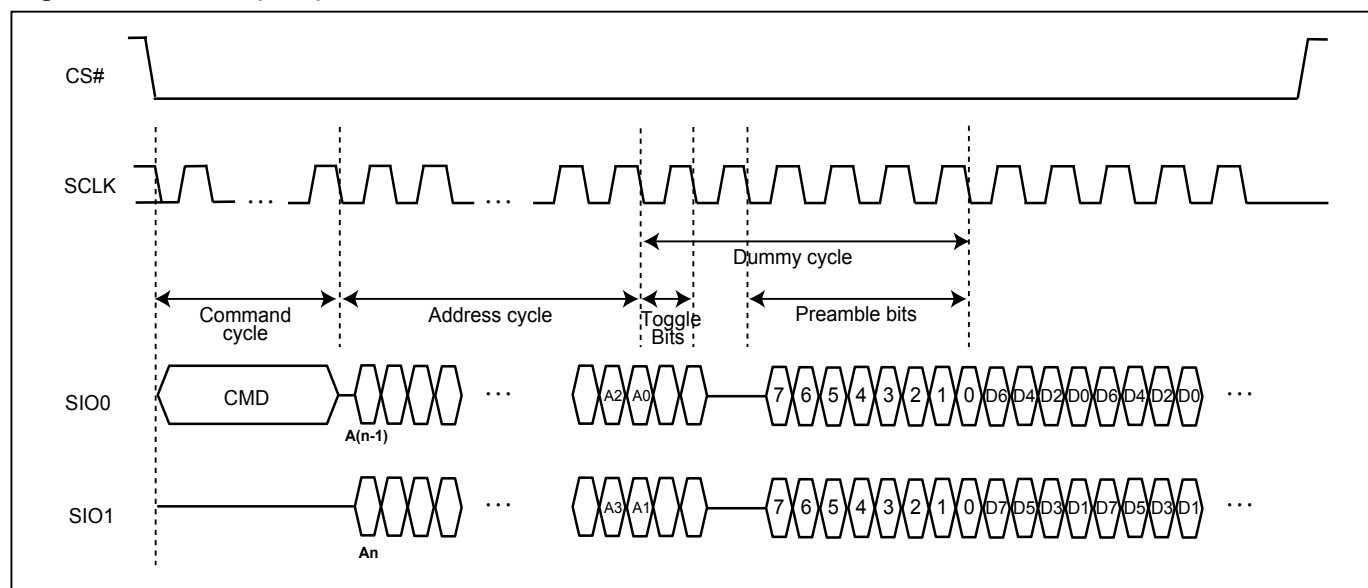 CS#
SCLK
...
...
Dummy cycle
Command
cycle
Address cycle
Toggle
Bits
Preamble bits
SIO0
CMD
...
A2 A0
7 6 5 4 3 2 1 0 D6 D4 D2 D0 D6 D4 D2 D0
...
A(n-1)
SIO1
...
A3 A1
7 6 5 4 3 2 1 0 D7 D5 D3 D1 D7 D5 D3 D1
...
An